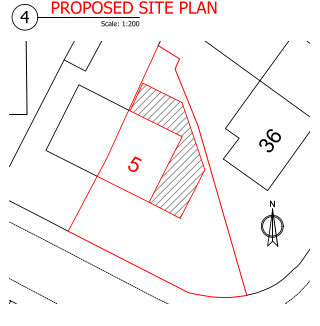 4
PROPOSED SITE PLAN
Scale: 1:200
5
36
N